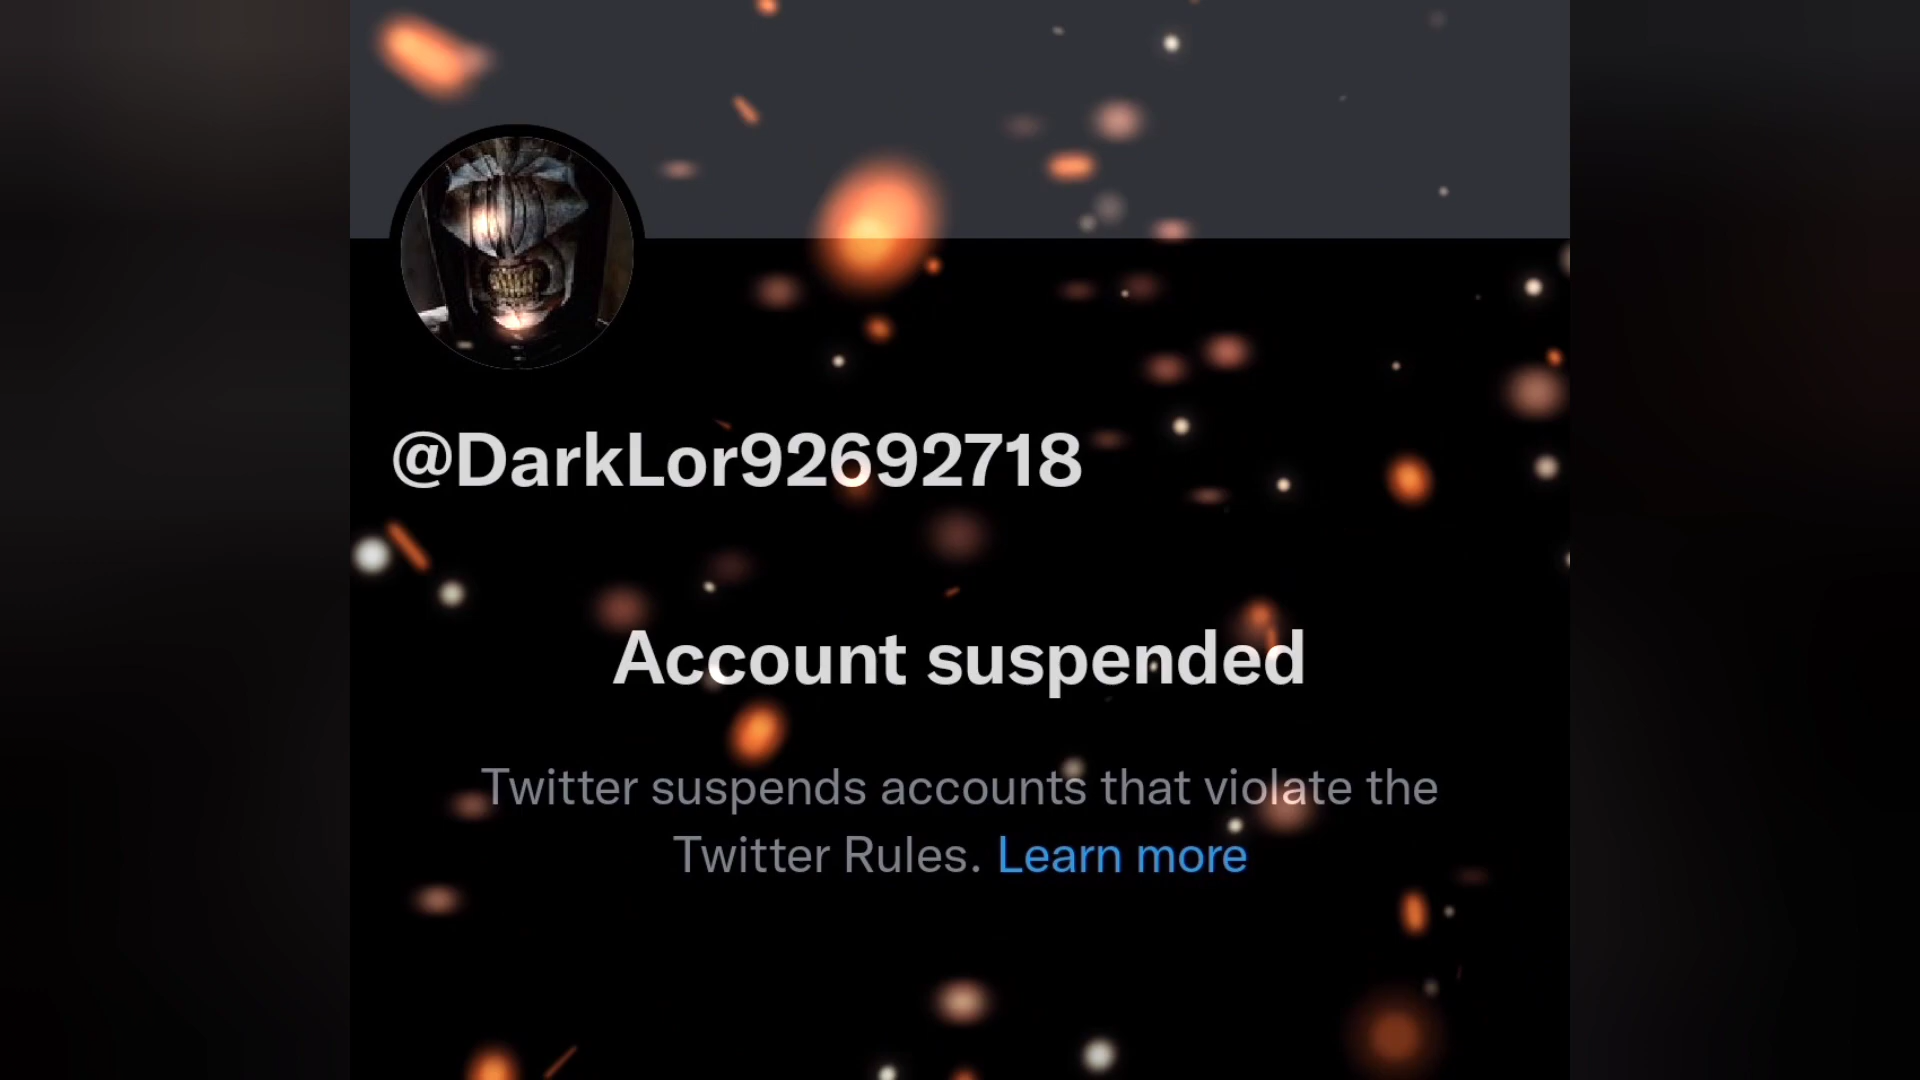 @DarkLor92692718
Account suspended
Twitter suspends accounts that violate the
Twitter Rules. Learn more